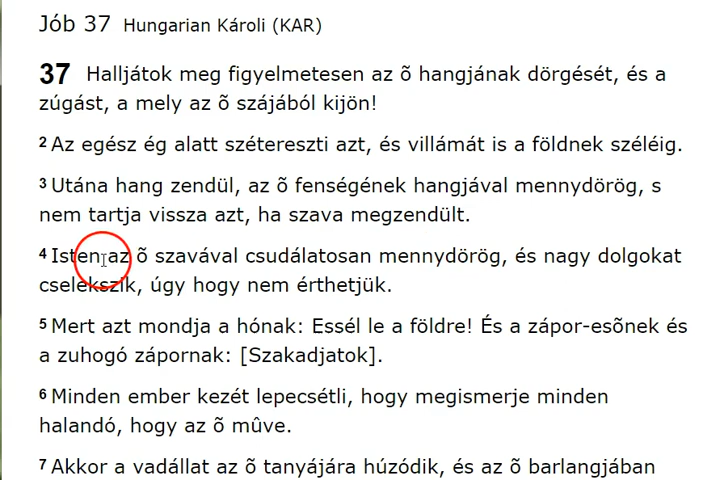 Jób 37 Hungarian Károli (KAR)
37 Halljátok meg figyelmetesen az õ hangjának dörgését, és a
zúgást, a mely az õ szájából kijön!
2 Az egész ég alatt szétereszti azt, és villámát is a földnek széléig.
3 Utána hang zendül, az õ fenségének hangjával mennydörög, s
nem tartja vissza azt, ha szava megzendült.
4 Isten az õ szavával csudálatosan mennydörög, és nagy dolgokat
cselekszik, úgy hogy nem érthetjük.
5 Mert azt mondja a hónak: Essél le a földre! És a zápor-esõnek és
a zuhogó zápornak: [Szakadjatok].
6 Minden ember kezét lepecsétli, hogy megismerje minden
halandó, hogy az õ mûve.
7 Akkor a vadállat az õ tanyájára húzódik, és az õ barlangjában